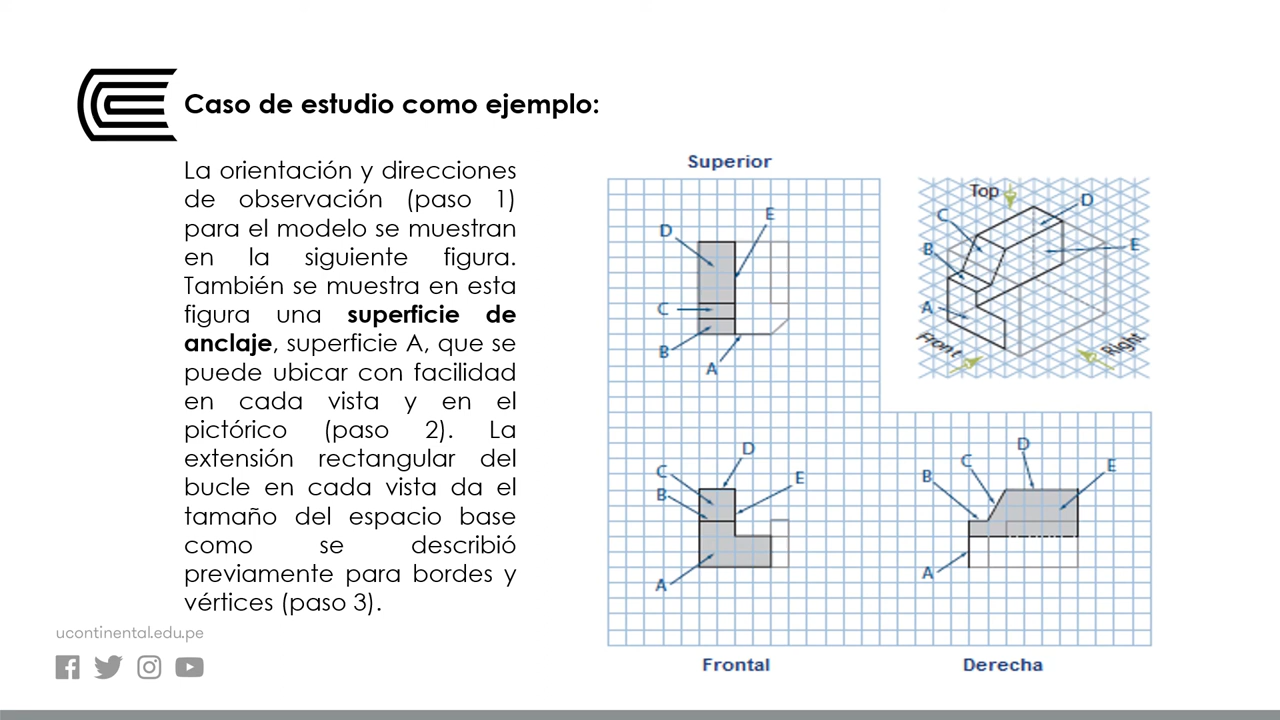 Caso de estudio como ejemplo:
La orientación y direcciones
de observación (paso 1)
para el modelo se muestran
en la siguiente figura.
También se muestra en esta
figura una superficie de
anclaje, superficie A, que se
puede ubicar con facilidad
en cada vista y en el
pictórico (paso 2). La
extensión rectangular del
bucle en cada vista da el
tamaño del espacio base
como se describió
previamente para bordes y
vértices (paso 3).
ucontinental.edu.pe
Superior
E
D
C
B
A
Top
D
C
B
E
A
Front
Right
D
C
B
E
A
Frontal
D
C
E
B
A
Derecha